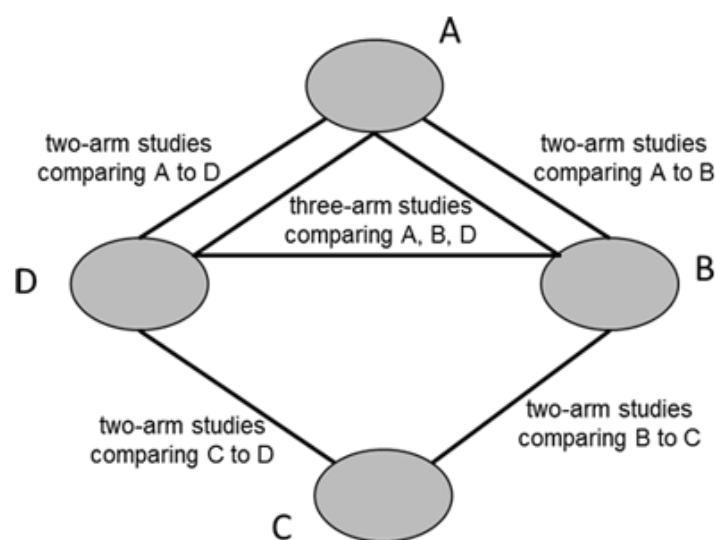 A
two-arm studies
comparing A to D
two-arm studies
comparing A to B
three-arm studies
comparing A, B, D
D
B
two-arm studies
comparing C to D
two-arm studies
comparing B to C
C